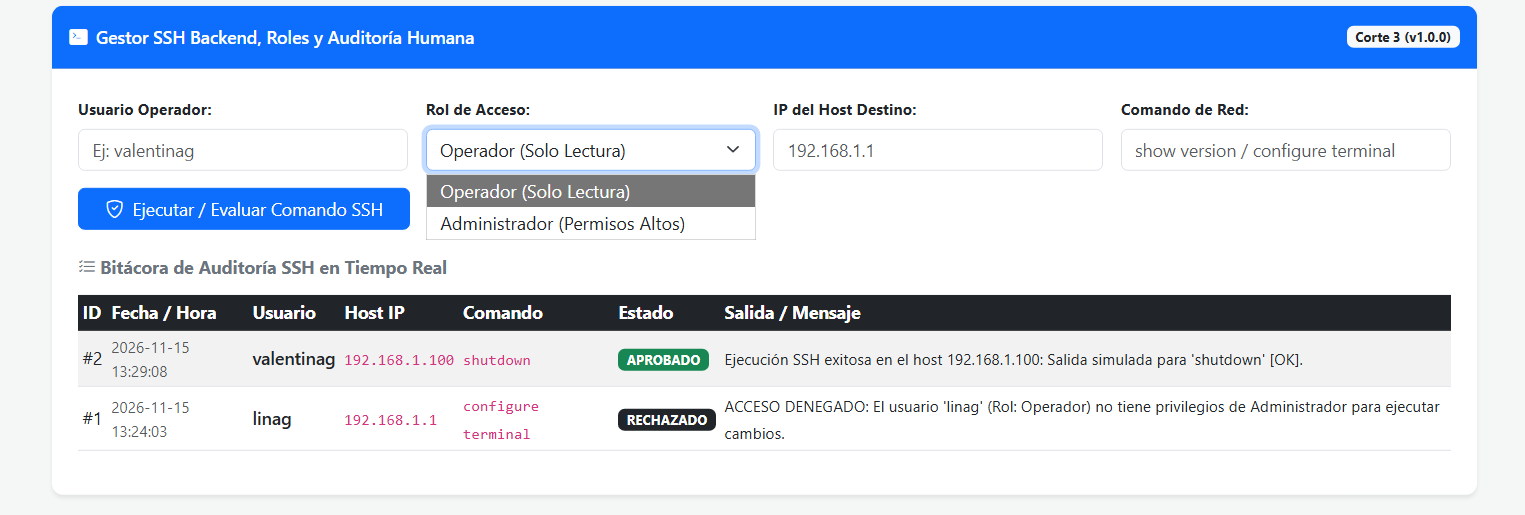 Gestor SSH Backend, Roles y Auditoría Humana
Corte 3 (v1.0.0)
Usuario Operador:
Rol de Acceso:
IP del Host Destino:
Comando de Red:
Ej: valentinag
Operador (Solo Lectura)
192.168.1.1
show version / configure terminal
Operador (Solo Lectura)
Administrador (Permisos Altos)
Ejecutar / Evaluar Comando SSH
Bitácora de Auditoría SSH en Tiempo Real
ID Fecha / Hora Usuario Host IP Comando Estado Salida / Mensaje
#2 2026-11-15 13:29:08 valentinag 192.168.1.100 shutdown APROBADO Ejecución SSH exitosa en el host 192.168.1.100: Salida simulada para 'shutdown' [OK].
#1 2026-11-15 13:24:03 linag 192.168.1.1 configure terminal RECHAZADO ACCESO DENEGADO: El usuario 'linag' (Rol: Operador) no tiene privilegios de Administrador para ejecutar
cambios.